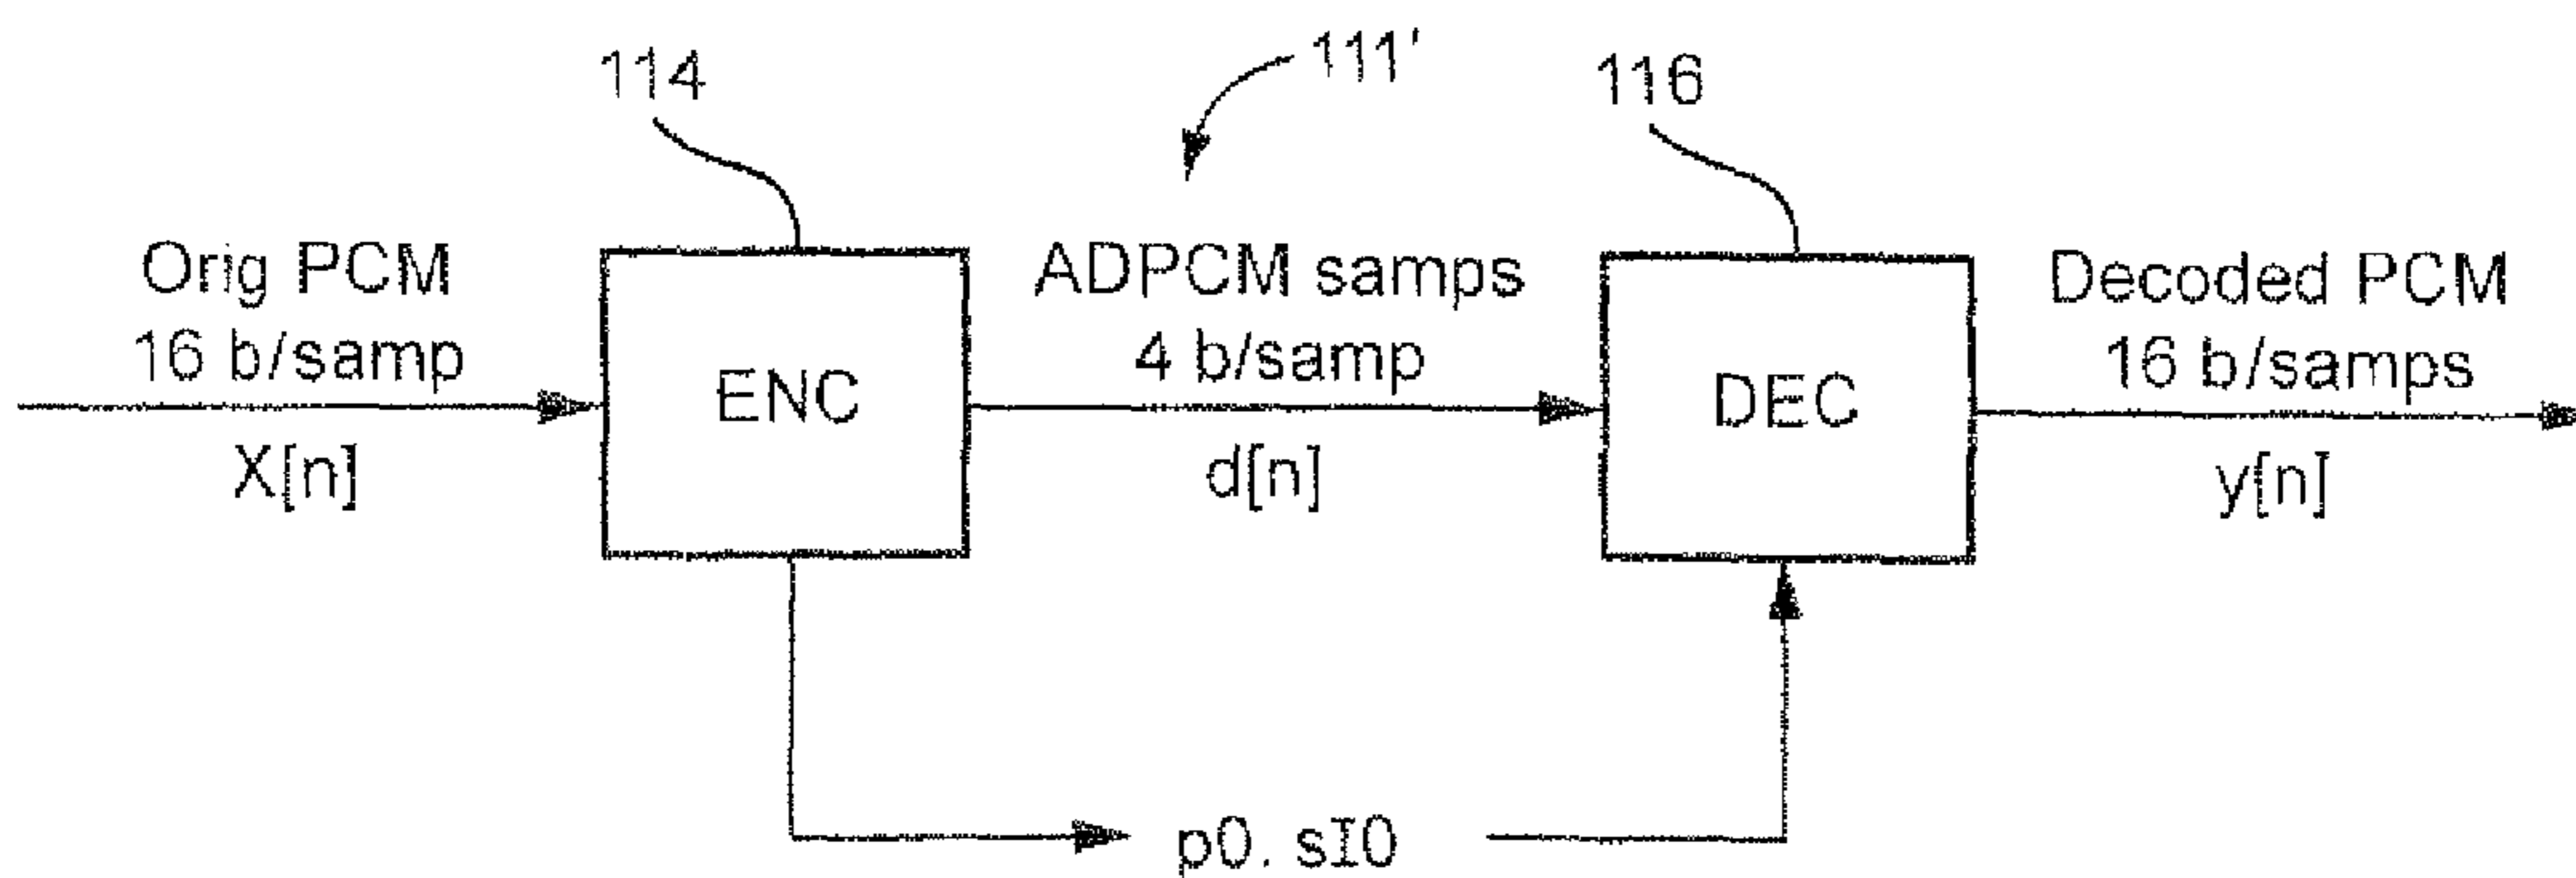 111'
114
116
Orig PCM
16 b/samp
X[n]
ENC
ADPCM samps
4 b/samp
d[n]
DEC
Decoded PCM
16 b/samps
y[n]
p0. sI0